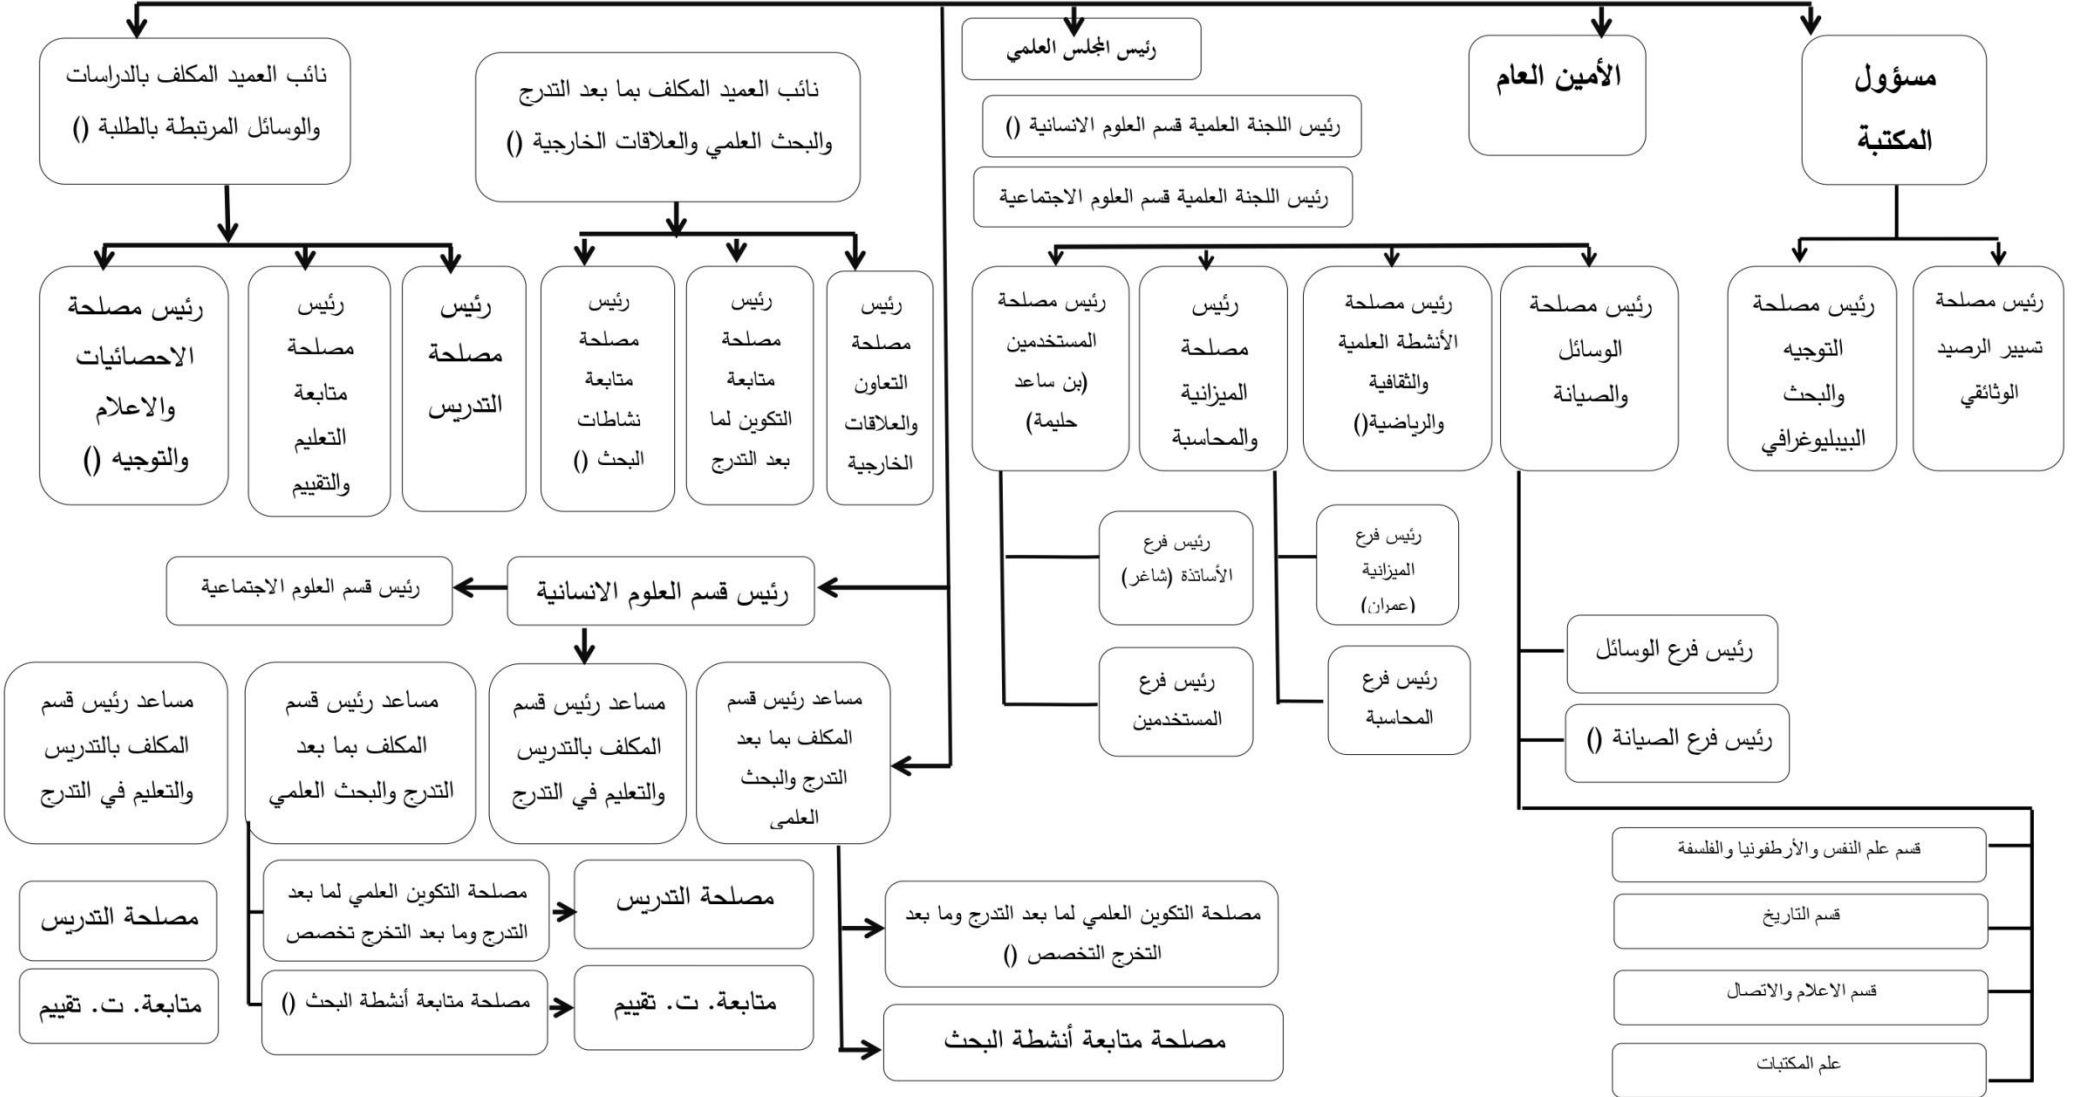 مسؤول
المكتبة
الأمين العام
رئيس المجلس العلمي
رئيس اللجنة العلمية قسم العلوم الانسانية ()
رئيس اللجنة العلمية قسم العلوم الاجتماعية
نائب العميد المكلف بما بعد التدرج
والبحث العلمي والعلاقات الخارجية ()
نائب العميد المكلف بالدراسات
والوسائل المرتبطة بالطلبة ()
رئيس مصلحة
تسيير الرصيد
الوثائقي
رئيس مصلحة
التوجيه
والبحث
البيبليوغرافي
رئيس مصلحة
الوسائل
والصيانة
رئيس مصلحة
الأنشطة العلمية
والثقافية
والرياضية()
رئيس
مصلحة
الميزانية
والمحاسبة
رئيس مصلحة
المستخدمين
(بن ساعد
حليمة)
رئيس
مصلحة
التعاون
والعلاقات
الخارجية
رئيس
مصلحة
متابعة
التكوين لما
بعد التدرج
رئيس
مصلحة
متابعة
نشاطات
البحث ()
رئيس
مصلحة
التدريس
رئيس
مصلحة
متابعة
التعليم
والتقييم
رئيس مصلحة
الاحصائيات
والاعلام
والتوجيه ()
رئيس فرع
الميزانية
(عمران)
رئيس فرع
الأساتذة (شاغر)
رئيس فرع
المحاسبة
رئيس فرع
المستخدمين
رئيس فرع الوسائل
رئيس فرع الصيانة ()
رئيس قسم العلوم الانسانية
رئيس قسم العلوم الاجتماعية
مساعد رئيس قسم
المكلف بما بعد
التدرج والبحث
العلمي
مساعد رئيس قسم
المكلف بالتدريس
والتعليم في التدرج
مساعد رئيس قسم
المكلف بما بعد
التدرج والبحث العلمي
مساعد رئيس قسم
المكلف بالتدريس
والتعليم في التدرج
قسم علم النفس والأرطفونيا والفلسفة
قسم التاريخ
قسم الاعلام والاتصال
علم المكتبات
مصلحة التكوين العلمي لما بعد التدرج وما بعد
التخرج التخصص ()
مصلحة متابعة أنشطة البحث
مصلحة التدريس
متابعة. ت. تقييم
مصلحة التكوين العلمي لما بعد
التدرج وما بعد التخرج تخصص
مصلحة متابعة أنشطة البحث ()
مصلحة التدريس
متابعة. ت. تقييم